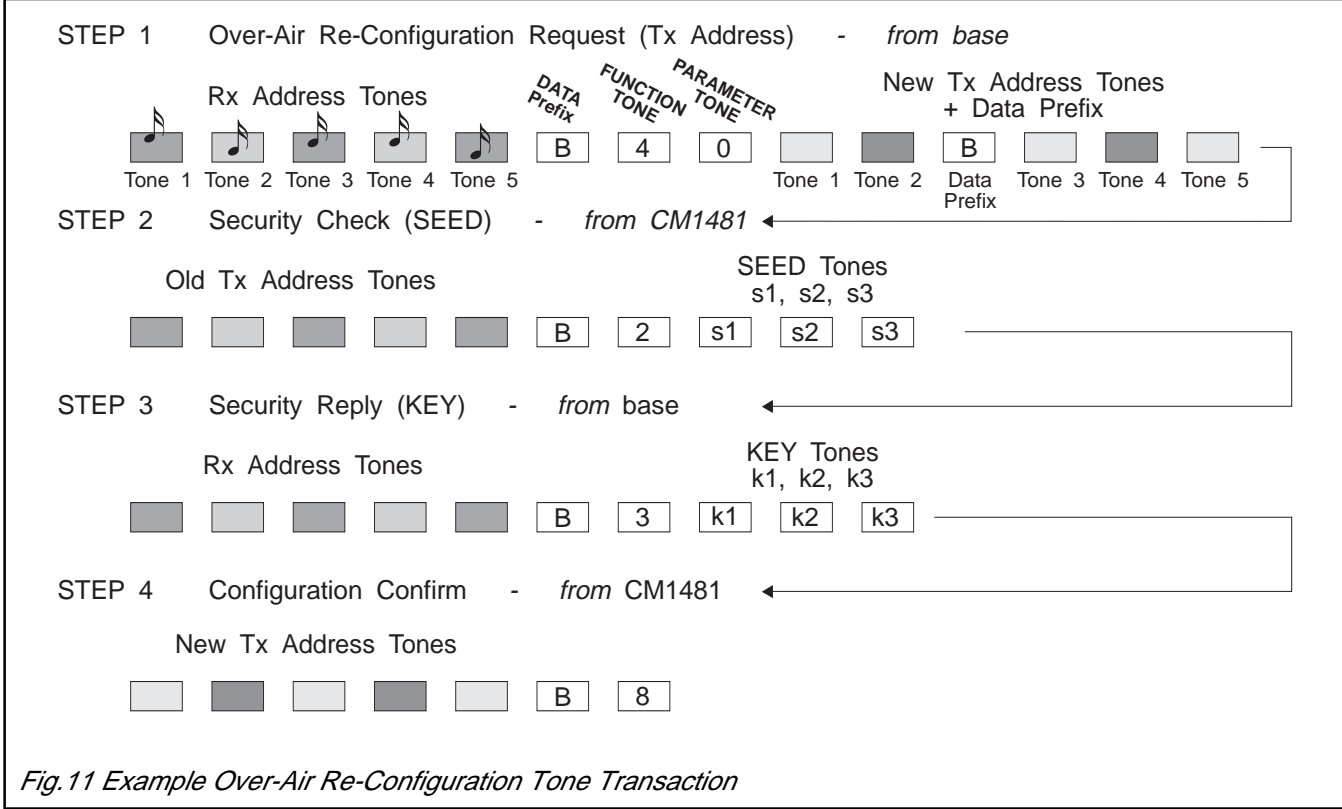 STEP 1 Over-Air Re-Configuration Request (Tx Address) - from base
Rx Address Tones
DATA Prefix
FUNCTION TONE
PARAMETER TONE
New Tx Address Tones
+ Data Prefix
B 4 0 B
Tone 1 Tone 2 Tone 3 Tone 4 Tone 5 Tone 1 Tone 2 Data Prefix Tone 3 Tone 4 Tone 5
STEP 2 Security Check (SEED) - from CM1481
Old Tx Address Tones
SEED Tones
s1, s2, s3
B 2 s1 s2 s3
STEP 3 Security Reply (KEY) - from base
Rx Address Tones
KEY Tones
k1, k2, k3
B 3 k1 k2 k3
STEP 4 Configuration Confirm - from CM1481
New Tx Address Tones
B 8
Fig.11 Example Over-Air Re-Configuration Tone Transaction